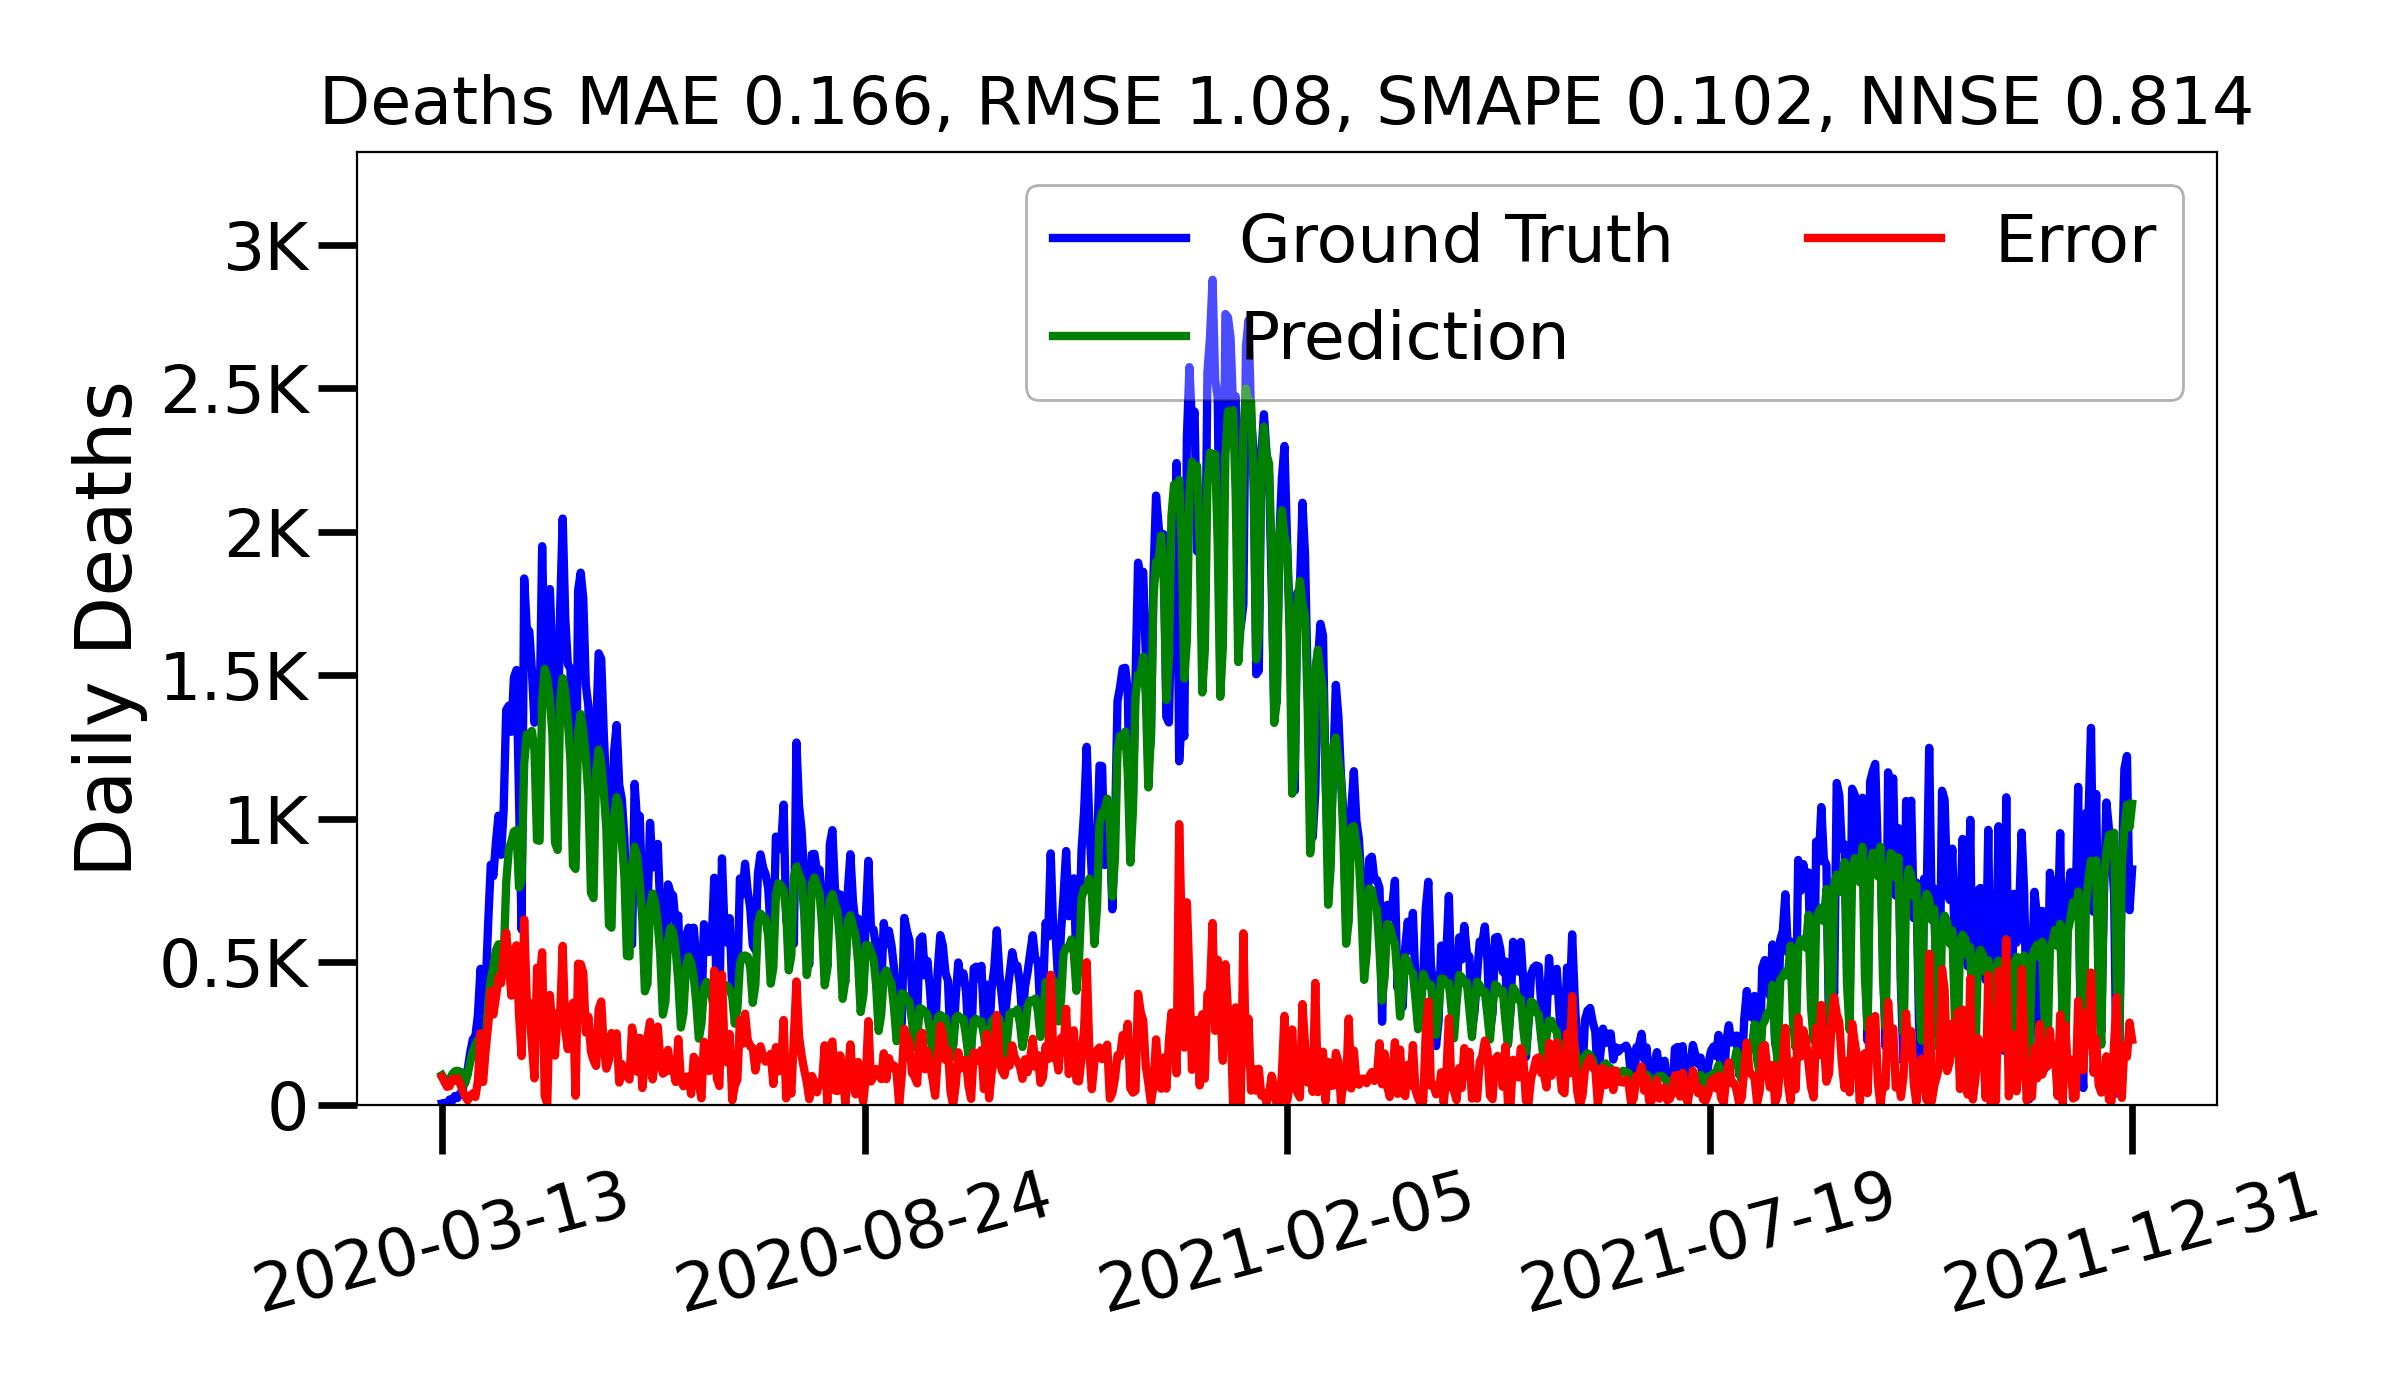 Deaths MAE 0.166, RMSE 1.08, SMAPE 0.102, NNSE 0.814
Ground Truth
Prediction
Error
Daily Deaths
3K
2.5K
2K
1.5K
1K
0.5K
0
2020-03-13
2020-08-24
2021-02-05
2021-07-19
2021-12-31